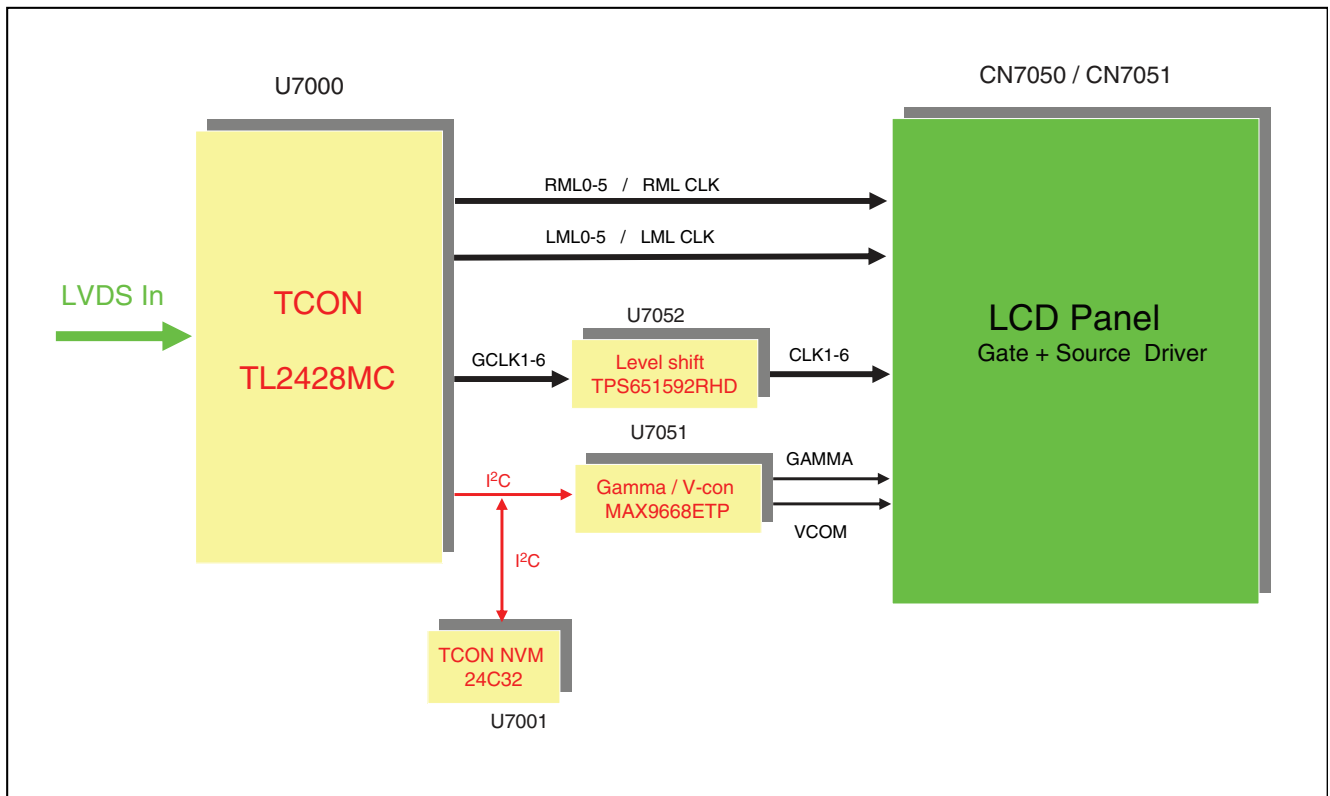 U7000
CN7050 / CN7051
RML0-5 / RML CLK
LML0-5 / LML CLK
LVDS In
TCON
TL2428MC
U7052
GCLK1-6
Level shift
TPS651592RHD
CLK1-6
LCD Panel
Gate + Source Driver
U7051
I²C
Gamma / V-con
MAX9668ETP
GAMMA
VCOM
I²C
TCON NVM
24C32
U7001